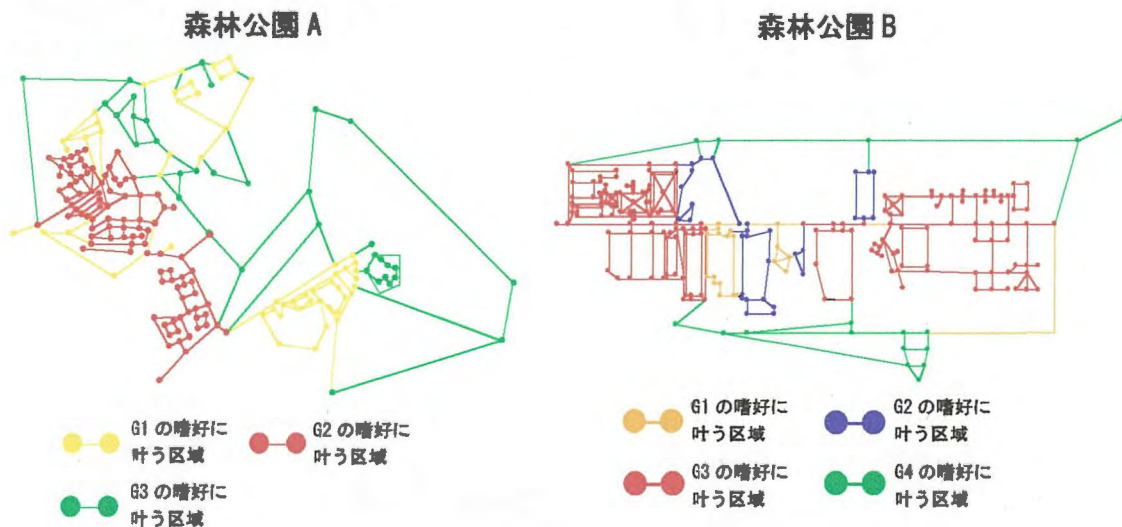 森林公園 A
G1 の嗜好に
叶う区域
G2 の嗜好に
叶う区域
G3 の嗜好に
叶う区域
森林公園 B
G1 の嗜好に
叶う区域
G2 の嗜好に
叶う区域
G3 の嗜好に
叶う区域
G4 の嗜好に
叶う区域